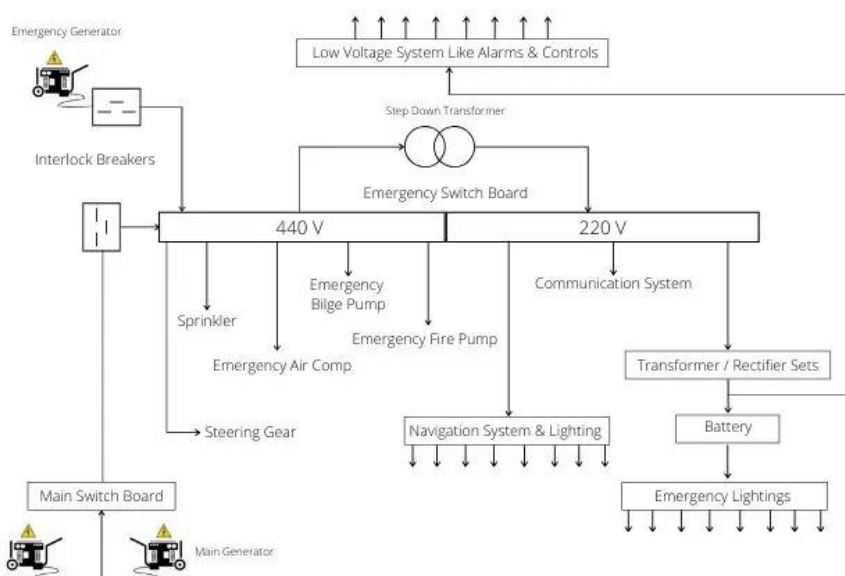 Emergency Generator
Low Voltage System Like Alarms & Controls
Step Down Transformer
Interlock Breakers
Emergency Switch Board
440 V
220 V
Emergency
Bilge Pump
Communication System
Sprinkler
Emergency Fire Pump
Emergency Air Comp
Transformer / Rectifier Sets
Steering Gear
Navigation System & Lighting
Battery
Main Switch Board
Emergency Lightings
Main Generator